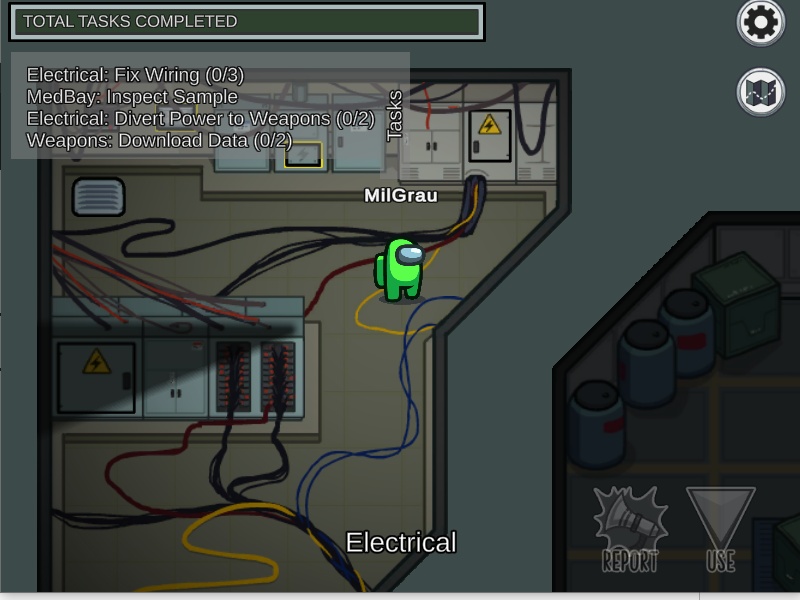 TOTAL TASKS COMPLETED
Electrical: Fix Wiring (0/3)
MedBay: Inspect Sample
Electrical: Divert Power to Weapons (0/2)
Weapons: Download Data (0/2)
Tasks
MilGrau
Electrical
REPORT
USE